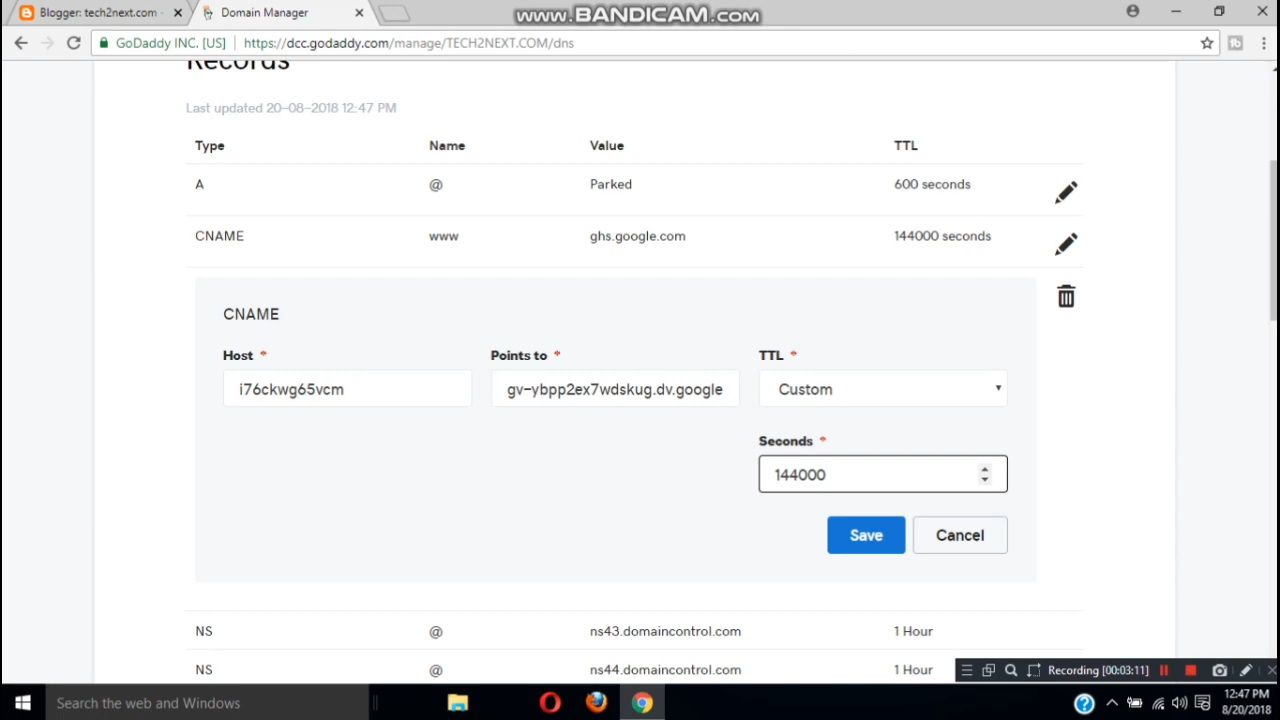 Blogger: tech2next.com -
Domain Manager
www.BANDICAM.com
GoDaddy INC. [US]
https://dcc.godaddy.com/manage/TECH2NEXT.COM/dns
Records
Last updated 20-08-2018 12:47 PM
Type Name Value TTL
A @ Parked 600 seconds
CNAME www ghs.google.com 144000 seconds
CNAME
Host * Points to * TTL *
i76ckwg65vcm gv-ybpp2ex7wdskug.dv.google Custom
Seconds *
144000
Save Cancel
NS @ ns43.domaincontrol.com 1 Hour
NS @ ns44.domaincontrol.com 1 Hour
Recording [00:03:11]
Search the web and Windows
12:47 PM
8/20/2018